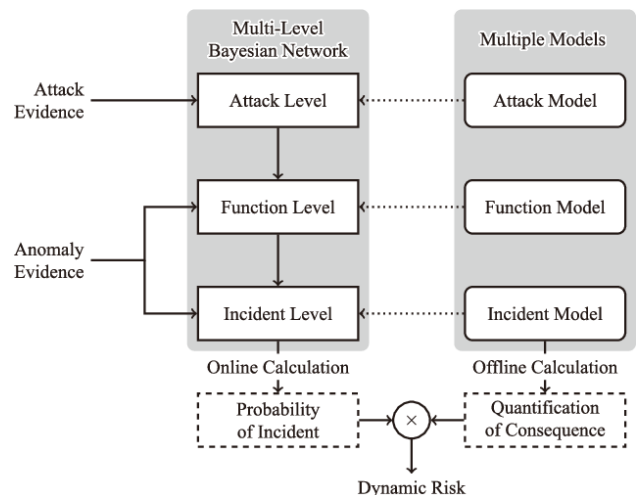 Multi-Level
Bayesian Network
Multiple Models
Attack
Evidence
Attack Level
Attack Model
Function Level
Function Model
Anomaly
Evidence
Incident Level
Incident Model
Online Calculation
Offline Calculation
Probability
of Incident
×
Quantification
of Consequence
Dynamic Risk